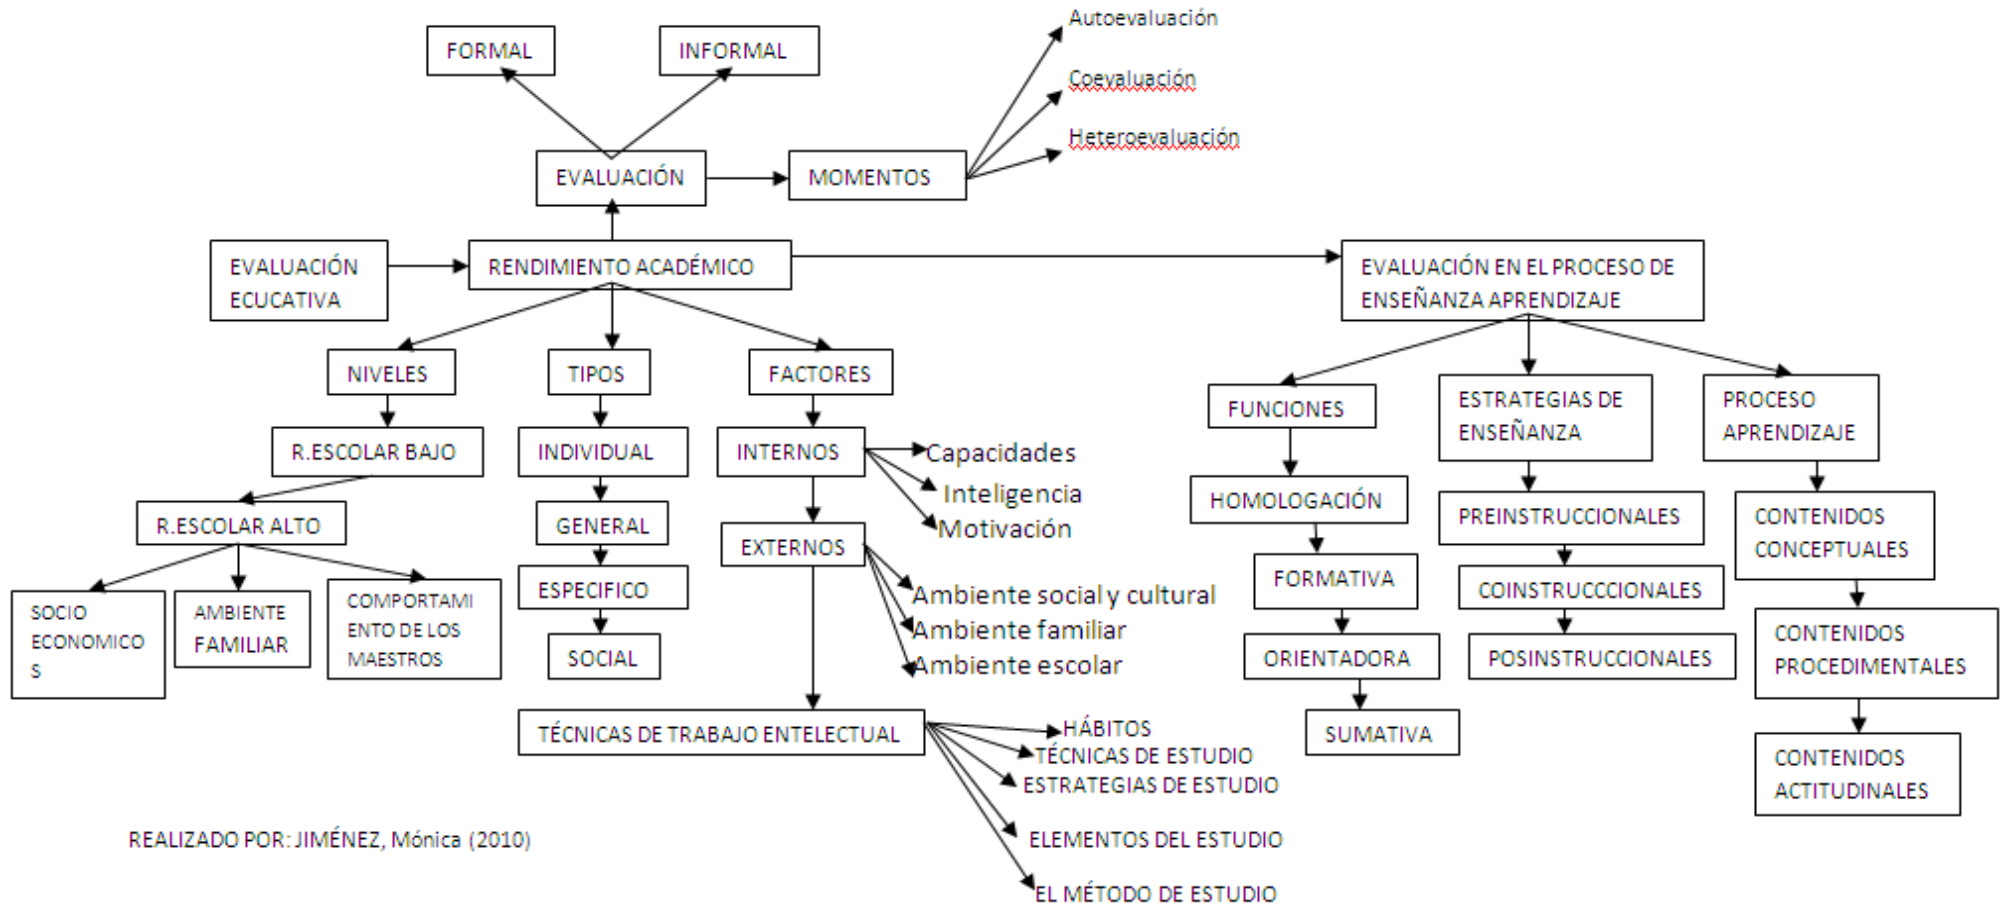 Autoevaluación
FORMAL
INFORMAL
Coevaluación
Heteroevaluación
EVALUACIÓN
MOMENTOS
EVALUACIÓN
ECUCATIVA
RENDIMIENTO ACADÉMICO
EVALUACIÓN EN EL PROCESO DE
ENSEÑANZA APRENDIZAJE
NIVELES
TIPOS
FACTORES
FUNCIONES
ESTRATEGIAS DE
ENSEÑANZA
PROCESO
APRENDIZAJE
R.ESCOLAR BAJO
INDIVIDUAL
INTERNOS
Capacidades
Inteligencia
Motivación
HOMOLOGACIÓN
PREINSTRUCCIONALES
CONTENIDOS
CONCEPTUALES
R.ESCOLAR ALTO
GENERAL
EXTERNOS
FORMATIVA
COINSTRUCCCIONALES
SOCIO
ECONOMICO
S
AMBIENTE
FAMILIAR
COMPORTAMI
ENTO DE LOS
MAESTROS
ESPECIFICO
Ambiente social y cultural
Ambiente familiar
Ambiente escolar
SOCIAL
ORIENTADORA
POSINSTRUCCIONALES
CONTENIDOS
PROCEDIMENTALES
TÉCNICAS DE TRABAJO ENTELECTUAL
HÁBITOS
TÉCNICAS DE ESTUDIO
ESTRATEGIAS DE ESTUDIO
ELEMENTOS DEL ESTUDIO
EL MÉTODO DE ESTUDIO
SUMATIVA
CONTENIDOS
ACTITUDINALES
REALIZADO POR: JIMÉNEZ, Mónica (2010)